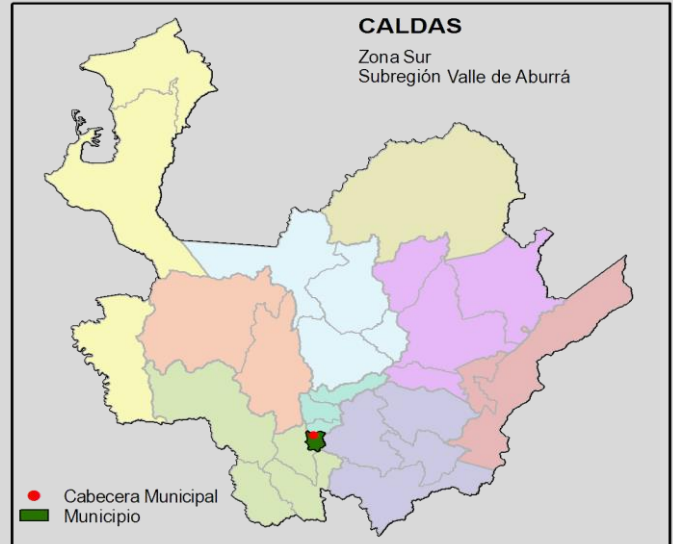 CALDAS
Zona Sur
Subregión Valle de Aburrá
Cabecera Municipal
Municipio